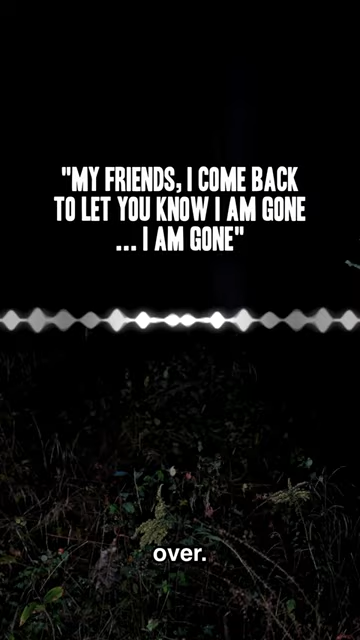 "MY FRIENDS, I COME BACK
TO LET YOU KNOW I AM GONE
... I AM GONE"
over.